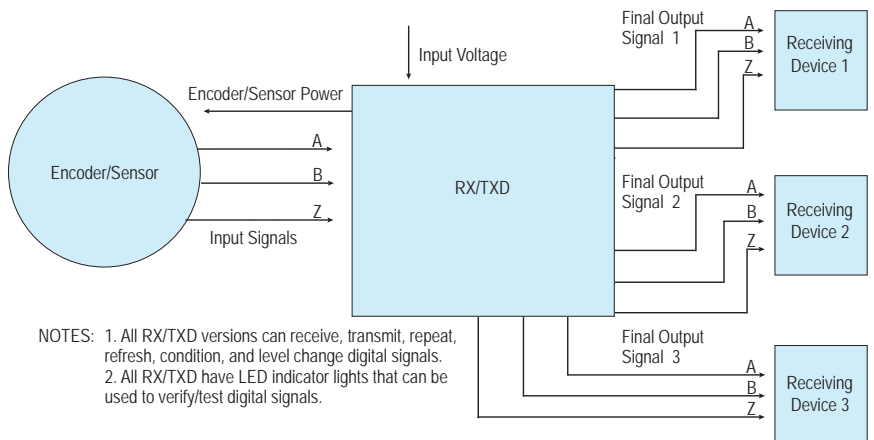 Final Output
Signal 1
A
B
Z
Receiving
Device 1
Input Voltage
Encoder/Sensor Power
Encoder/Sensor
A
B
Z
Input Signals
RX/TXD
Final Output
Signal 2
A
B
Z
Receiving
Device 2
NOTES: 1. All RX/TXD versions can receive, transmit, repeat,
refresh, condition, and level change digital signals.
2. All RX/TXD have LED indicator lights that can be
used to verify/test digital signals.
Final Output
Signal 3
A
B
Z
Receiving
Device 3